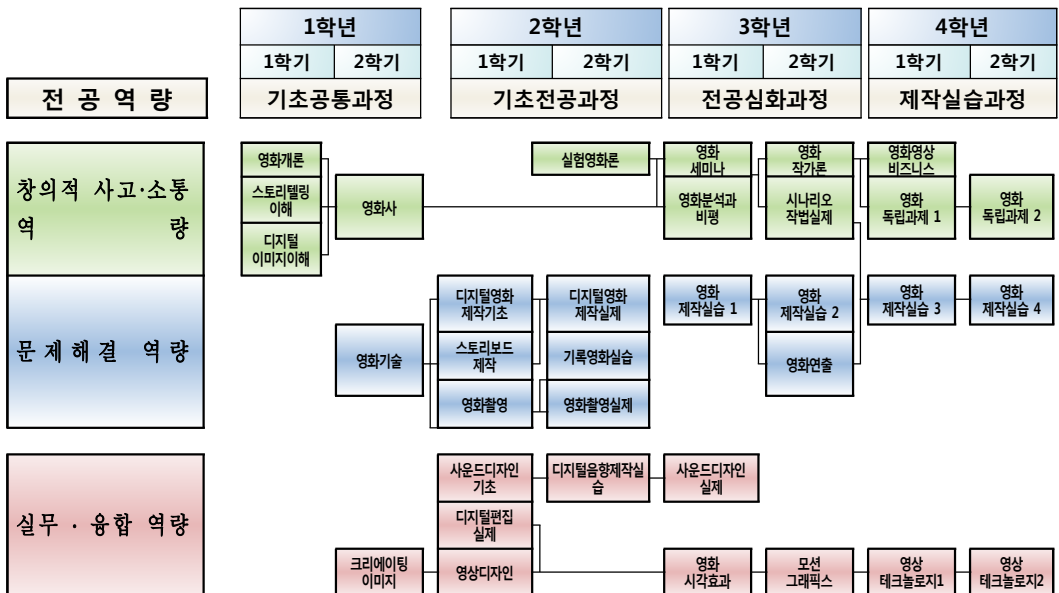 1학년
2학년
3학년
4학년
1학기
2학기
1학기
2학기
1학기
2학기
1학기
2학기
전 공 역 량
기초공통과정
기초전공과정
전공심화과정
제작실습과정
창의적 사고·소통
역 량
영화개론
스토리텔링
이해
디지털
이미지이해
영화사
실험영화론
영화
세미나
영화분석과
비평
영화
작가론
시나리오
작법실제
영화영상
비즈니스
영화
독립과제 1
영화
독립과제 2
문제해결 역량
영화기술
디지털영화
제작기초
스토리보드
제작
영화촬영
디지털영화
제작실제
기록영화실습
영화촬영실제
영화
제작실습 1
영화
제작실습 2
영화연출
영화
제작실습 3
영화
제작실습 4
실무 · 융합 역량
크리에이팅
이미지
사운드디자인
기초
디지털편집
실제
영상디자인
디지털음향제작실
습
사운드디자인
실제
영화
시각효과
모션
그래픽스
영상
테크놀로지1
영상
테크놀로지2